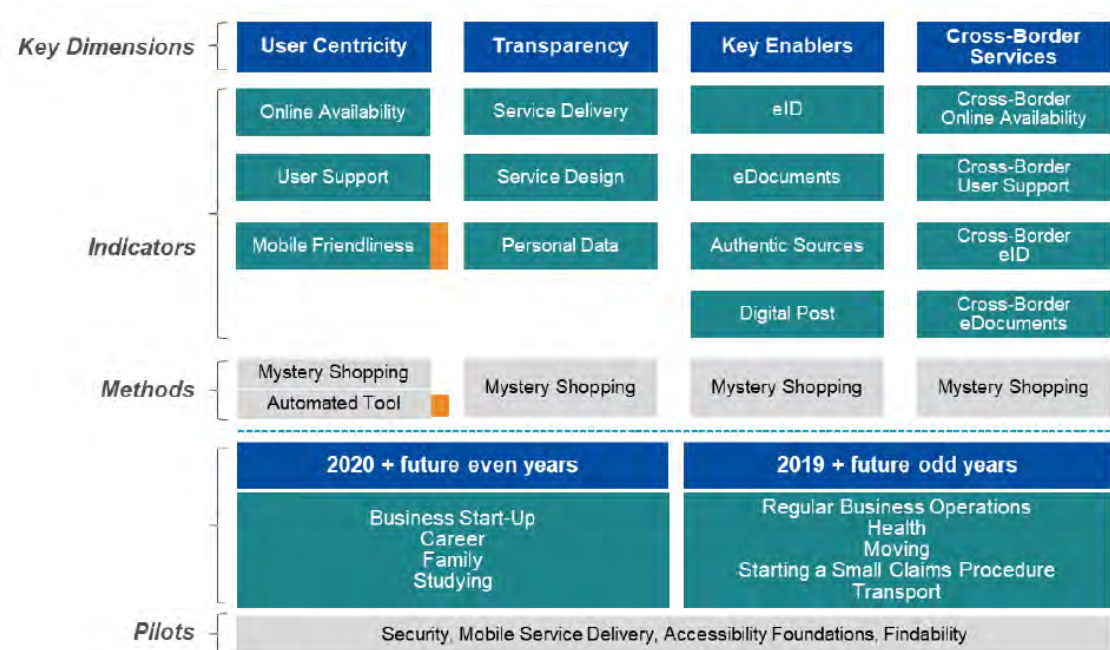 Key Dimensions
User Centricity
Transparency
Key Enablers
Cross-Border
Services
Indicators
Online Availability
Service Delivery
eID
Cross-Border
Online Availability
User Support
Service Design
eDocuments
Cross-Border
User Support
Mobile Friendliness
Personal Data
Authentic Sources
Cross-Border
eID
Digital Post
Cross-Border
eDocuments
Methods
Mystery Shopping
Automated Tool
Mystery Shopping
Mystery Shopping
Mystery Shopping
2020 + future even years
Business Start-Up
Career
Family
Studying
2019 + future odd years
Regular Business Operations
Health
Moving
Starting a Small Claims Procedure
Transport
Pilots
Security, Mobile Service Delivery, Accessibility Foundations, Findability